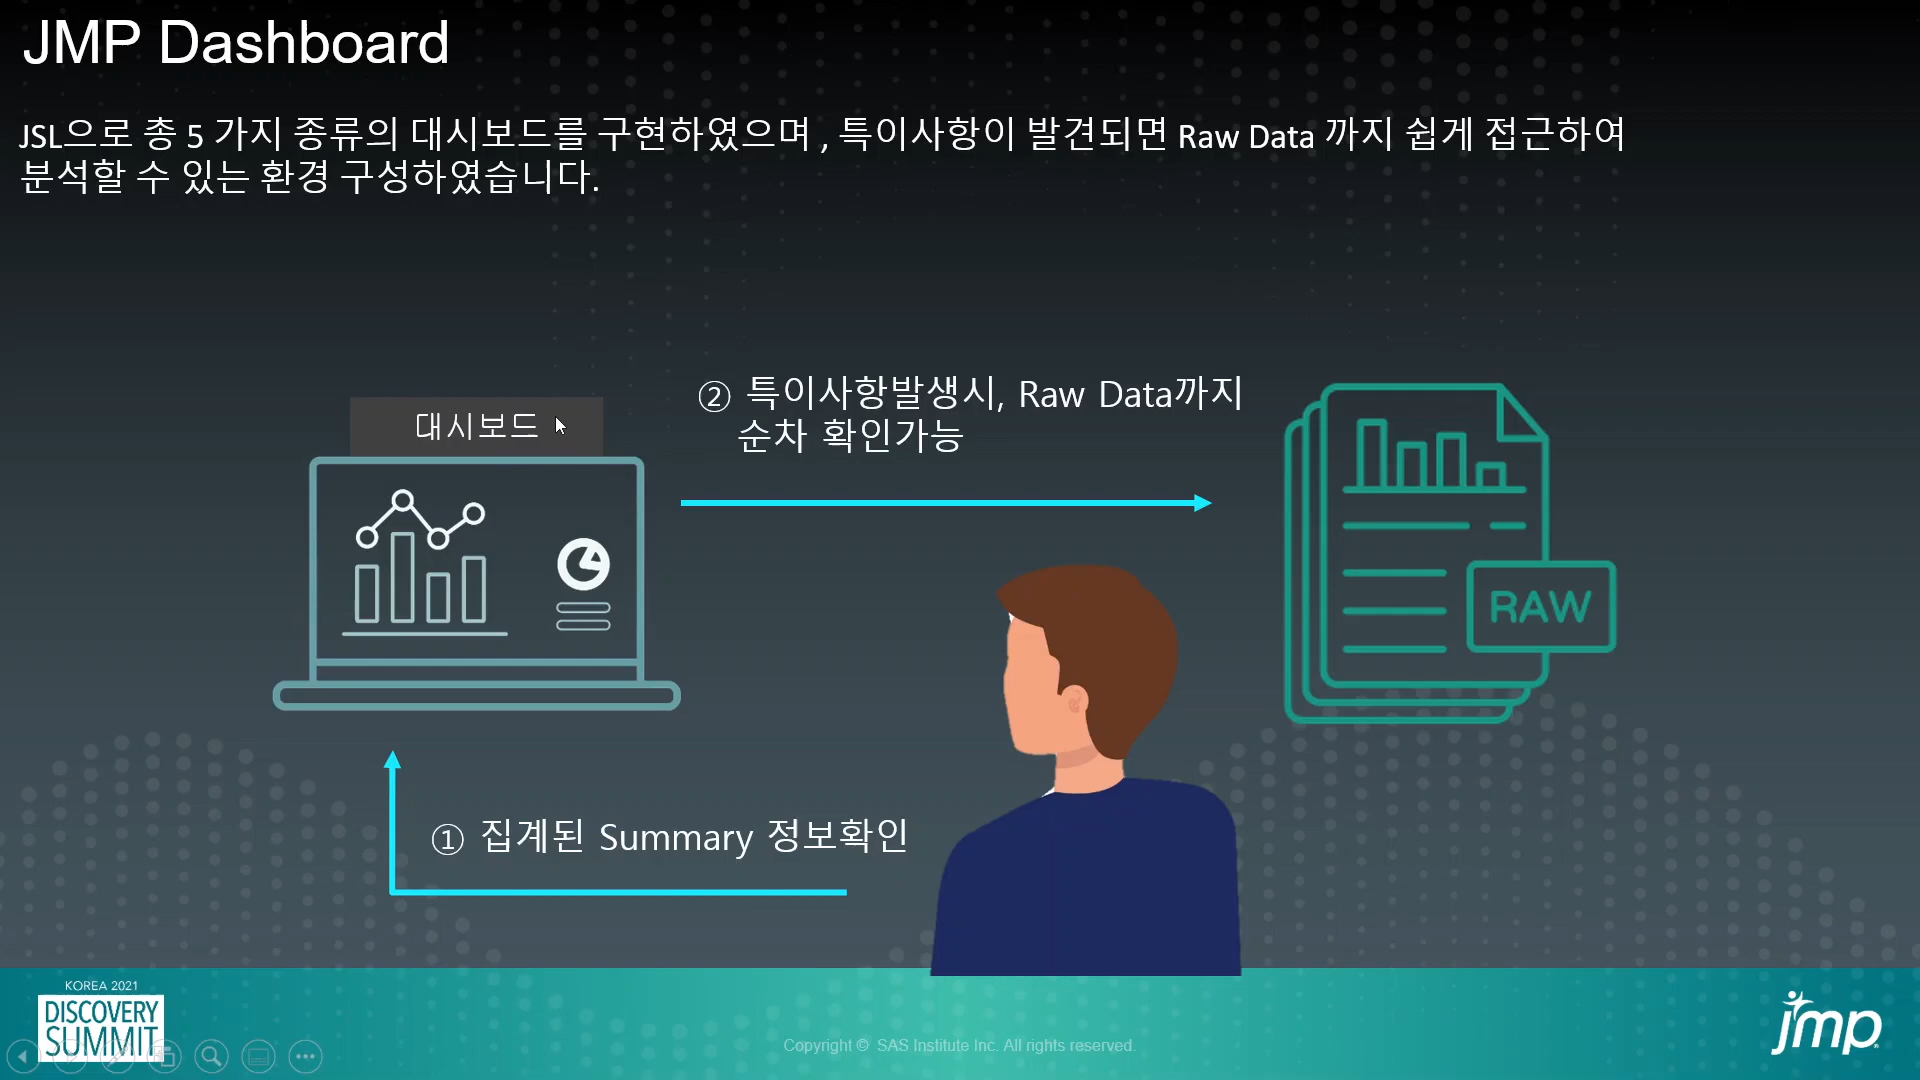 JMP Dashboard
JSL으로 총 5 가지 종류의 대시보드를 구현하였으며 , 특이사항이 발견되면 Raw Data 까지 쉽게 접근하여
분석할 수 있는 환경 구성하였습니다.
대시보드
② 특이사항발생시, Raw Data까지
순차 확인가능
RAW
① 집계된 Summary 정보확인
KOREA 2021
DISCOVERY
SUMMIT
Copyright © SAS Institute Inc. All rights reserved.
jmp